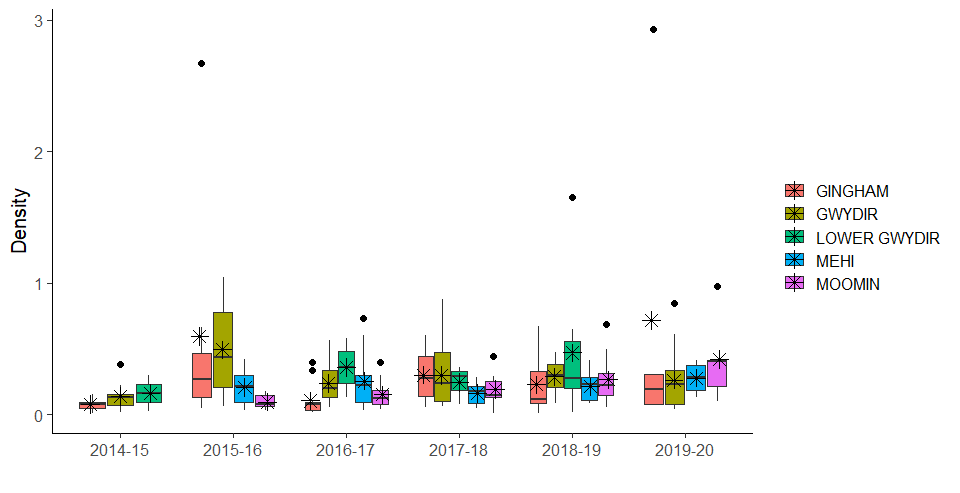 3
2
1
0
Density
2014-15
2015-16
2016-17
2017-18
2018-19
2019-20
GINGHAM
GWYDIR
LOWER GWYDIR
MEHI
MOOMIN